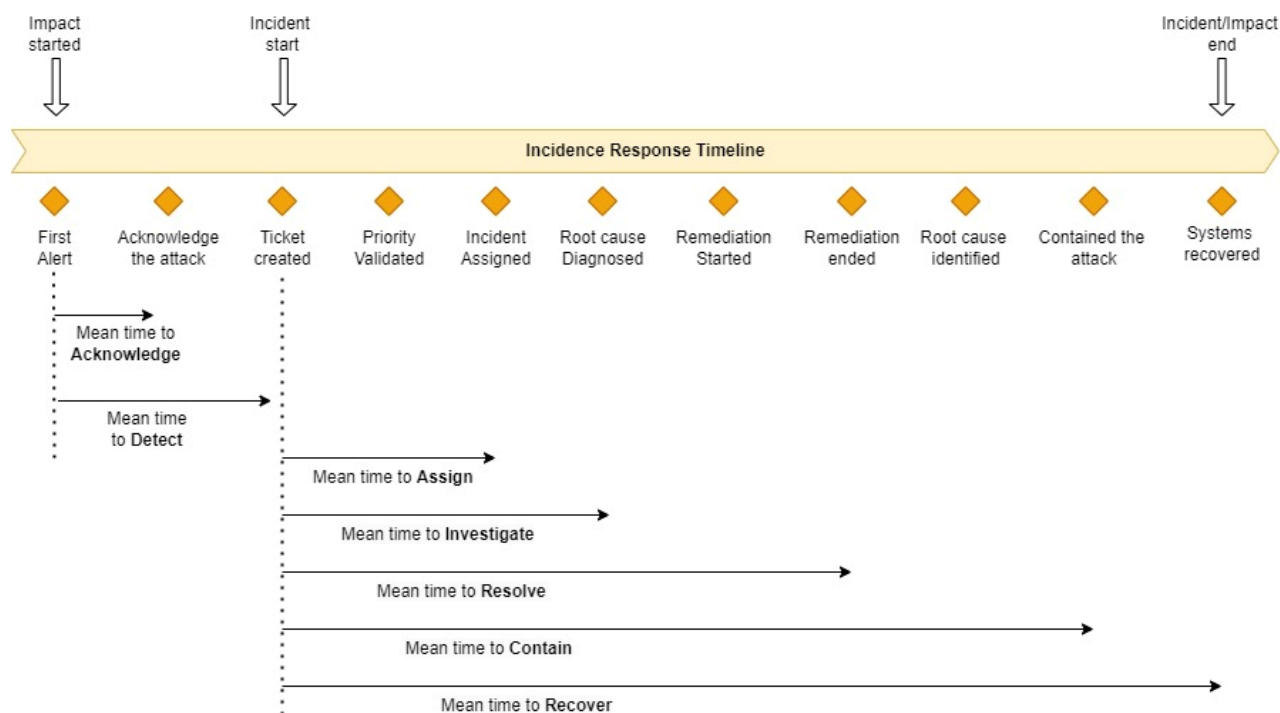 Impact
started
Incident
start
Incident/Impact
end
Incidence Response Timeline
First
Alert
Acknowledge
the attack
Ticket
created
Priority
Validated
Incident
Assigned
Root cause
Diagnosed
Remediation
Started
Remediation
ended
Root cause
identified
Contained the
attack
Systems
recovered
Mean time to
Acknowledge
Mean time
to Detect
Mean time to Assign
Mean time to Investigate
Mean time to Resolve
Mean time to Contain
Mean time to Recover